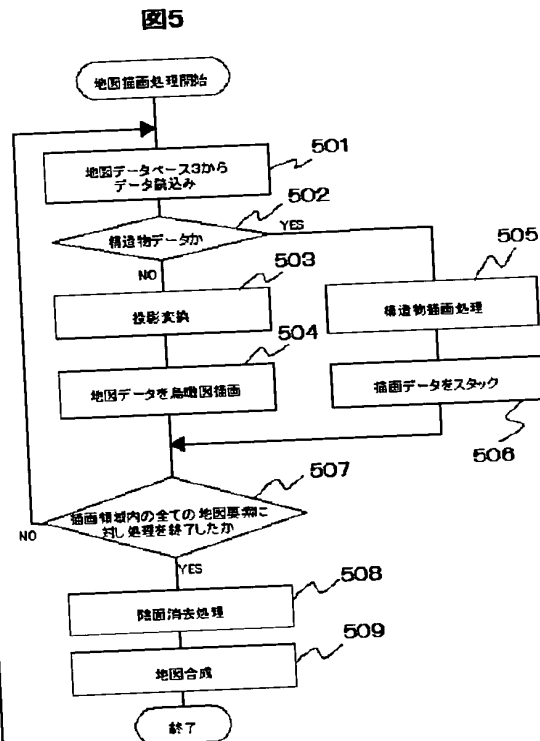 図5
地図描画処理開始
地図データベース3から
データ読込み
501
502
構造物データか
YES
NO
503
投影変換
504
地図データを鳥瞰図描画
505
構造物描画処理
描画データをスタック
506
507
描画領域内の全ての地図要素に
対し処理を終了したか
NO
YES
508
陰面消去処理
509
地図合成
終了